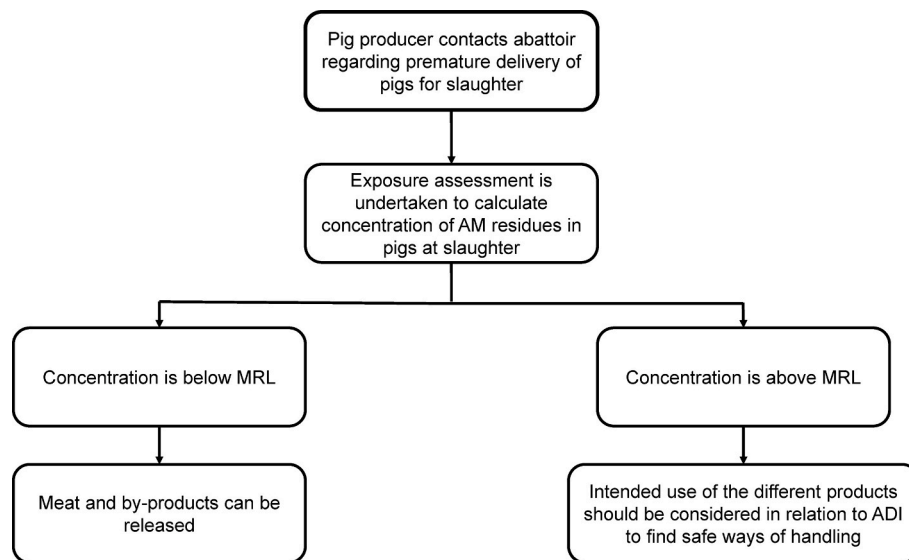 Pig producer contacts abattoir
regarding premature delivery of
pigs for slaughter
Exposure assessment is
undertaken to calculate
concentration of AM residues in
pigs at slaughter
Concentration is below MRL
Concentration is above MRL
Meat and by-products can be
released
Intended use of the different products
should be considered in relation to ADI
to find safe ways of handling